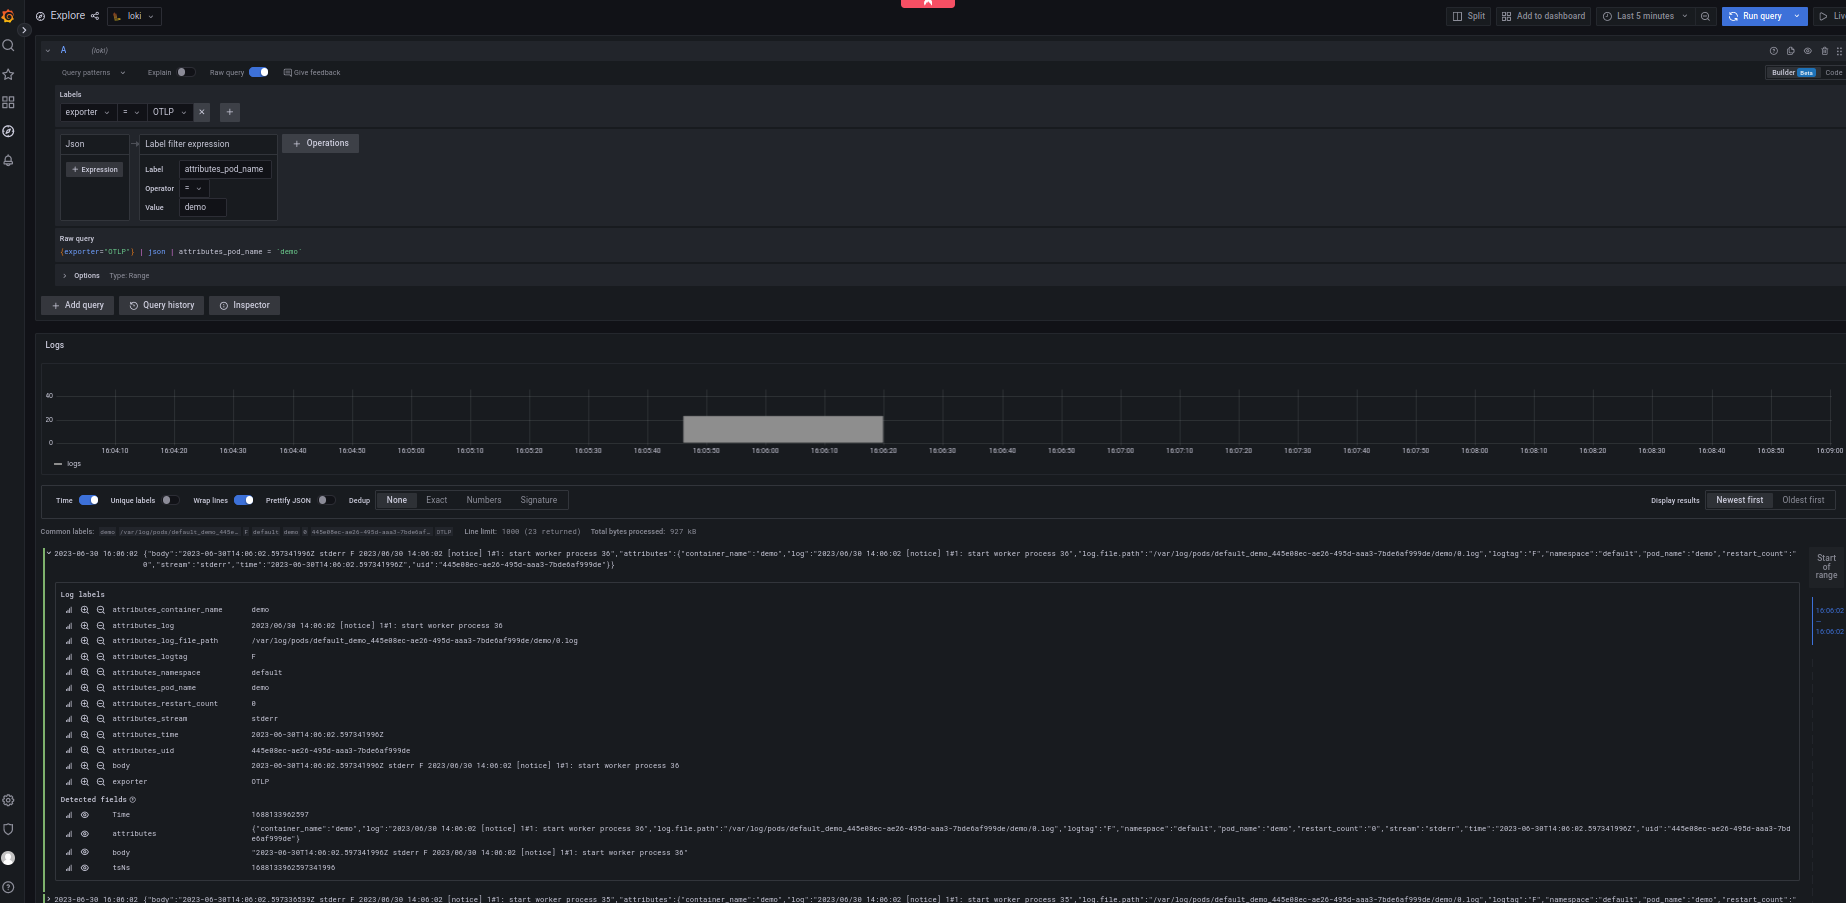 Explore loki Split Add to dashboard Last 5 minutes Run query Live
A (loki)
Query patterns Explain Raw query Give feedback Builder Beta Code
Labels
exporter = OTLP
Json Label filter expression + Operations
+ Expression Label attributes_pod_name
Operator =
Value demo
Raw query
{exporter="OTLP"} | json | attributes_pod_name = `demo`
Options Type: Range
+ Add query Query history Inspector
Logs
40
20
0
16:04:10 16:04:20 16:04:30 16:04:40 16:04:50 16:05:00 16:05:10 16:05:20 16:05:30 16:05:40 16:05:50 16:06:00 16:06:10 16:06:20 16:06:30 16:06:40 16:06:50 16:07:00 16:07:10 16:07:20 16:07:30 16:07:40 16:07:50 16:08:00 16:08:10 16:08:20 16:08:30 16:08:40 16:08:50 16:09:00
logs
Time Unique labels Wrap lines Prettify JSON Dedup None Exact Numbers Signature Display results Newest first Oldest first
Common labels: demo /var/log/pods/default_demo_445e… F default demo 0 445e08ec-ae26-495d-aaa3-7bde6af… OTLP Line limit: 1000 (23 returned) Total bytes processed: 927 kB
2023-06-30 16:06:02 {"body":"2023-06-30T14:06:02.597341996Z stderr F 2023/06/30 14:06:02 [notice] 1#1: start worker process 36","attributes":{"container_name":"demo","log":"2023/06/30 14:06:02 [notice] 1#1: start worker process 36","log.file.path":"/var/log/pods/default_demo_445e08ec-ae26-495d-aaa3-7bde6af999de/demo/0.log","logtag":"F","namespace":"default","pod_name":"demo","restart_count":"
0","stream":"stderr","time":"2023-06-30T14:06:02.597341996Z","uid":"445e08ec-ae26-495d-aaa3-7bde6af999de"}}
Start
of
range
16:06:02
—
16:06:02
Log labels
attributes_container_name demo
attributes_log 2023/06/30 14:06:02 [notice] 1#1: start worker process 36
attributes_log_file_path /var/log/pods/default_demo_445e08ec-ae26-495d-aaa3-7bde6af999de/demo/0.log
attributes_logtag F
attributes_namespace default
attributes_pod_name demo
attributes_restart_count 0
attributes_stream stderr
attributes_time 2023-06-30T14:06:02.597341996Z
attributes_uid 445e08ec-ae26-495d-aaa3-7bde6af999de
body 2023-06-30T14:06:02.597341996Z stderr F 2023/06/30 14:06:02 [notice] 1#1: start worker process 36
exporter OTLP
Detected fields
Time 1688133962597
attributes {"container_name":"demo","log":"2023/06/30 14:06:02 [notice] 1#1: start worker process 36","log.file.path":"/var/log/pods/default_demo_445e08ec-ae26-495d-aaa3-7bde6af999de/demo/0.log","logtag":"F","namespace":"default","pod_name":"demo","restart_count":"0","stream":"stderr","time":"2023-06-30T14:06:02.597341996Z","uid":"445e08ec-ae26-495d-aaa3-7bd
e6af999de"}
body "2023-06-30T14:06:02.597341996Z stderr F 2023/06/30 14:06:02 [notice] 1#1: start worker process 36"
tsNs 1688133962597341996
2023-06-30 16:06:02 {"body":"2023-06-30T14:06:02.597336539Z stderr F 2023/06/30 14:06:02 [notice] 1#1: start worker process 35","attributes":{"container_name":"demo","log":"2023/06/30 14:06:02 [notice] 1#1: start worker process 35","log.file.path":"/var/log/pods/default_demo_445e08ec-ae26-495d-aaa3-7bde6af999de/demo/0.log","logtag":"F","namespace":"default","pod_name":"demo","restart_count":"